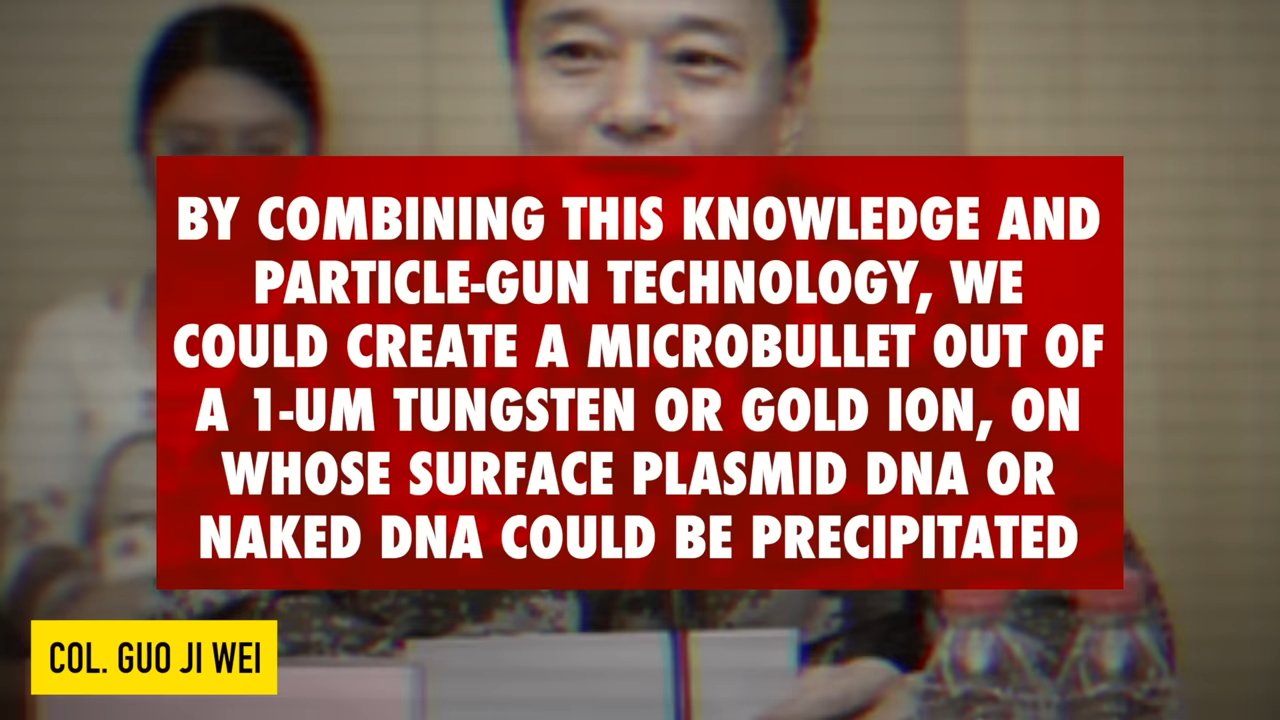 BY COMBINING THIS KNOWLEDGE AND
PARTICLE-GUN TECHNOLOGY, WE
COULD CREATE A MICROBULLET OUT OF
A 1-UM TUNGSTEN OR GOLD ION, ON
WHOSE SURFACE PLASMID DNA OR
NAKED DNA COULD BE PRECIPITATED
COL. GUO JI WEI